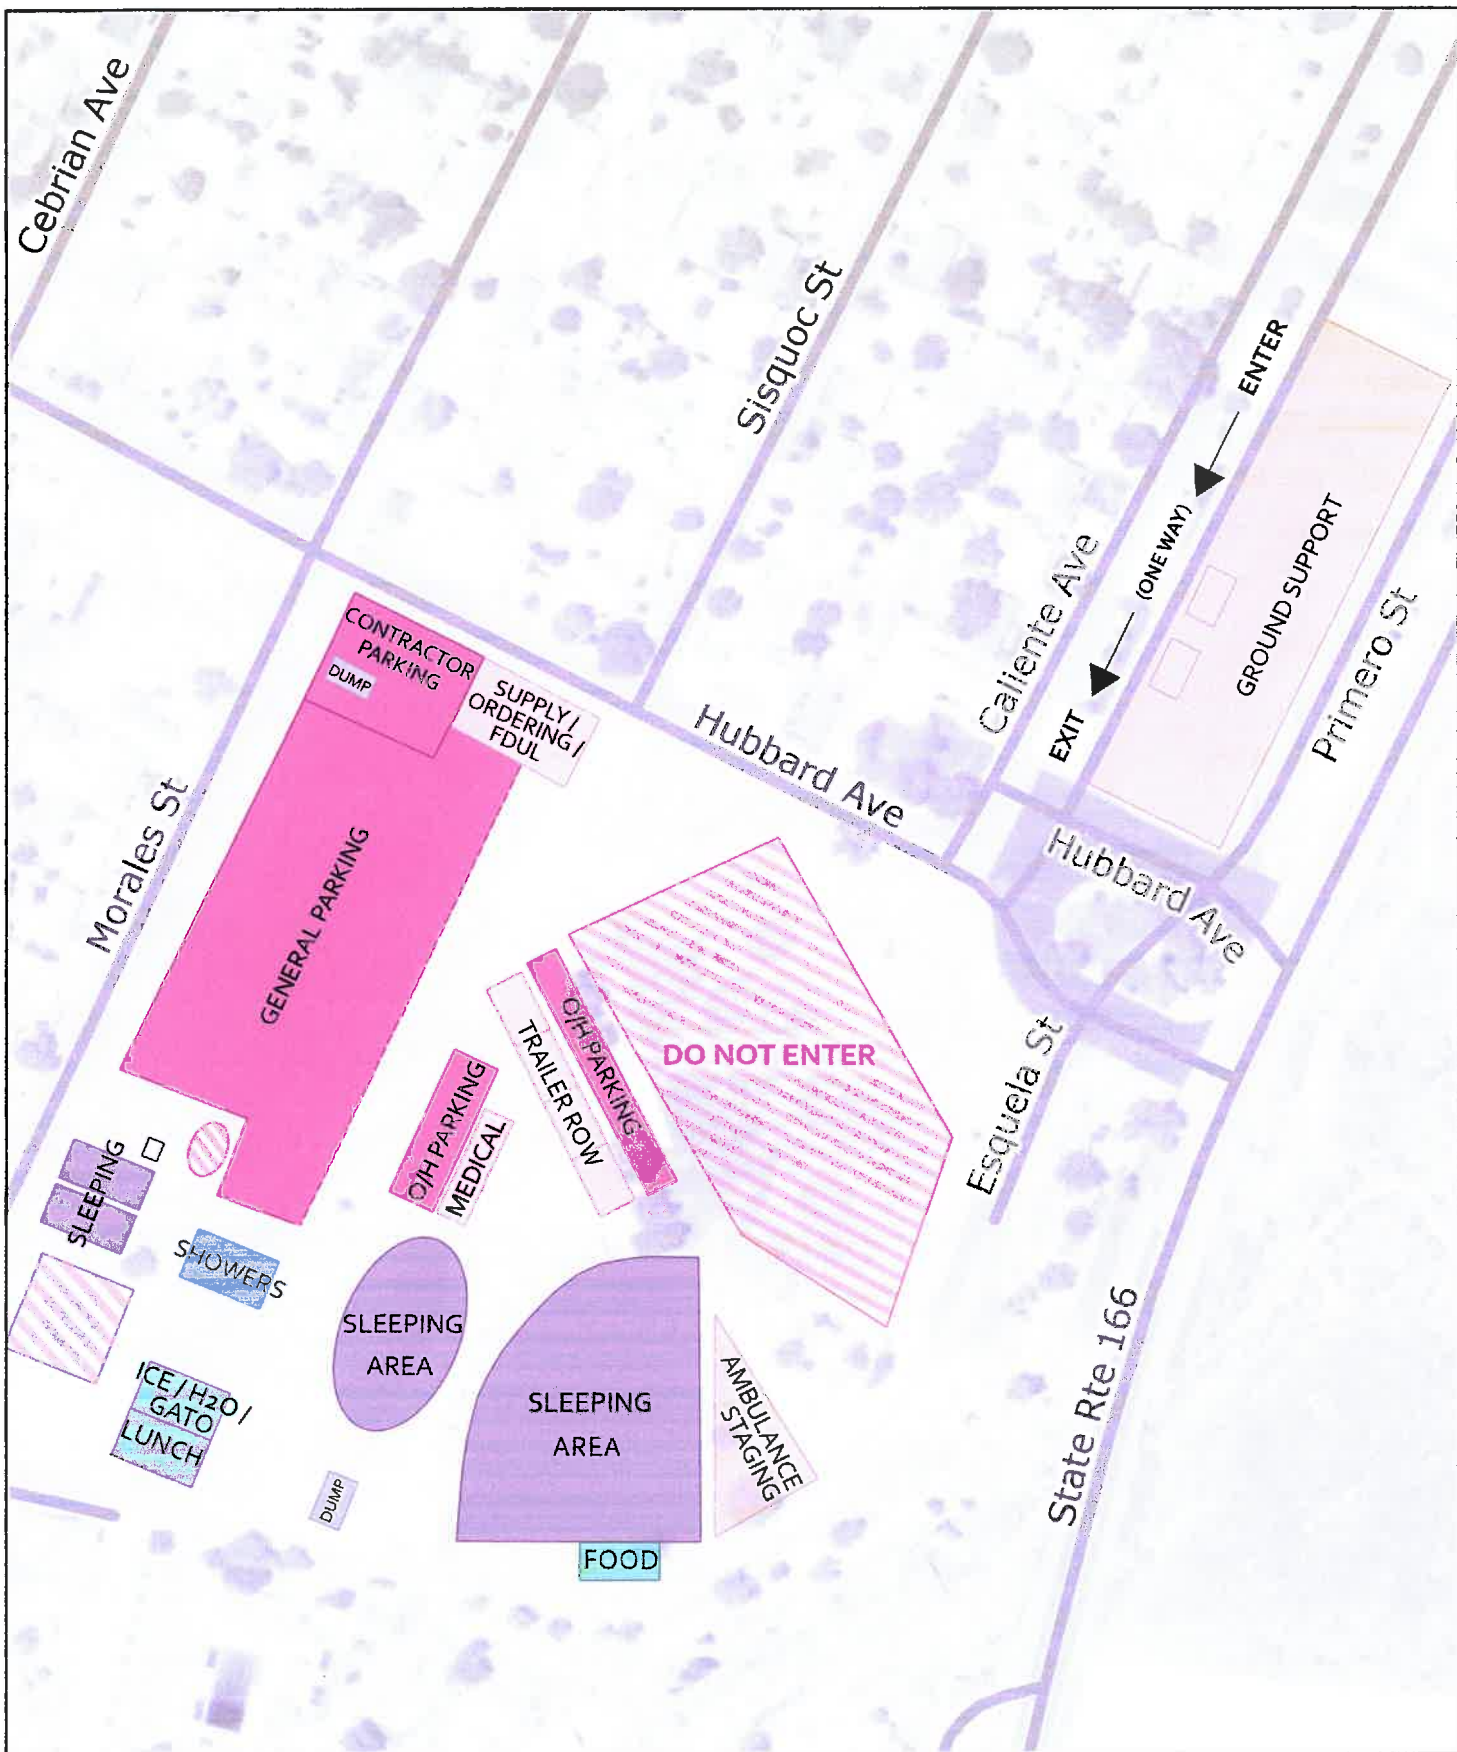 Cebrian Ave
Sisquoc St
ENTER
(ONE WAY)
EXIT
GROUND SUPPORT
Caliente Ave
Primero St
CONTRACTOR
PARKING
DUMP
SUPPLY /
ORDERING /
FDUL
Hubbard Ave
Hubbard Ave
Morales St
GENERAL PARKING
O/H PARKING
TRAILER ROW
DO NOT ENTER
O/H PARKING
MEDICAL
Esquela St
SLEEPING
SHOWERS
SLEEPING
AREA
SLEEPING
AREA
AMBULANCE
STAGING
State Rte 166
ICE / H2O /
GATO
LUNCH
DUMP
FOOD